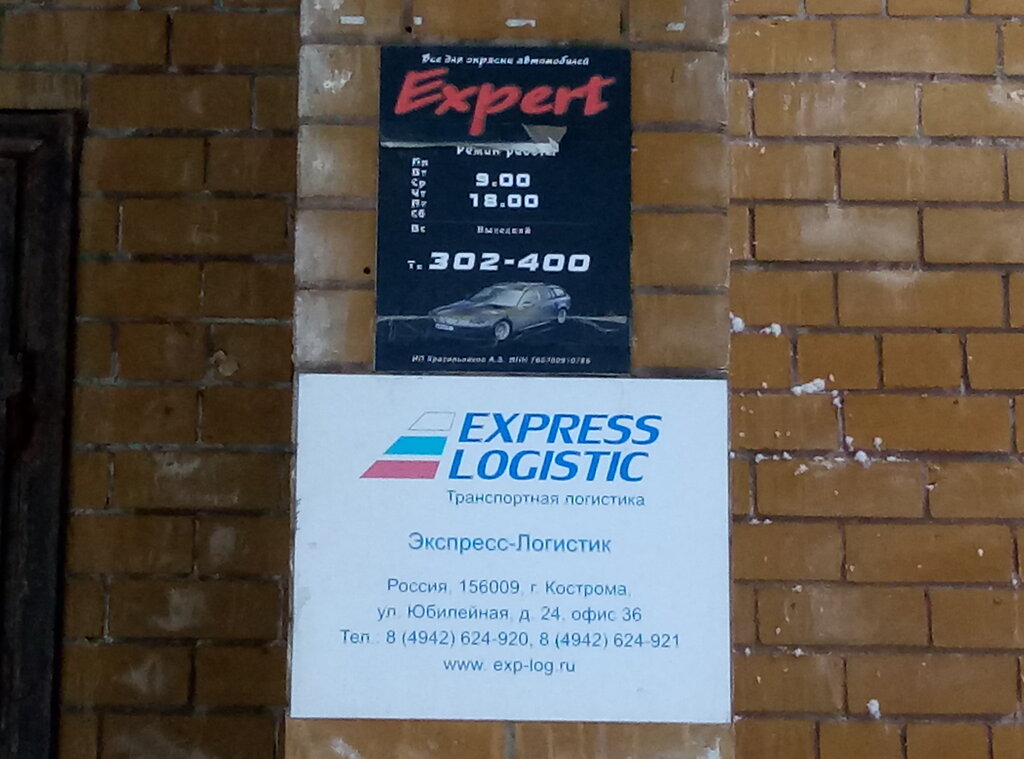 Все для окраски автомобилей
Expert
Режим работы
Пн
Вт
Ср
Чт
Пт
Сб
9.00
18.00
Вс Выходной
302-400
ИП А.В. ИНН
EXPRESS
LOGISTIC
Транспортная логистика
Экспресс-Логистик
Россия, 156009, г. Кострома,
ул. Юбилейная, д. 24, офис 36
Тел.: 8 (4942) 624-920, 8 (4942) 624-921
www. exp-log.ru